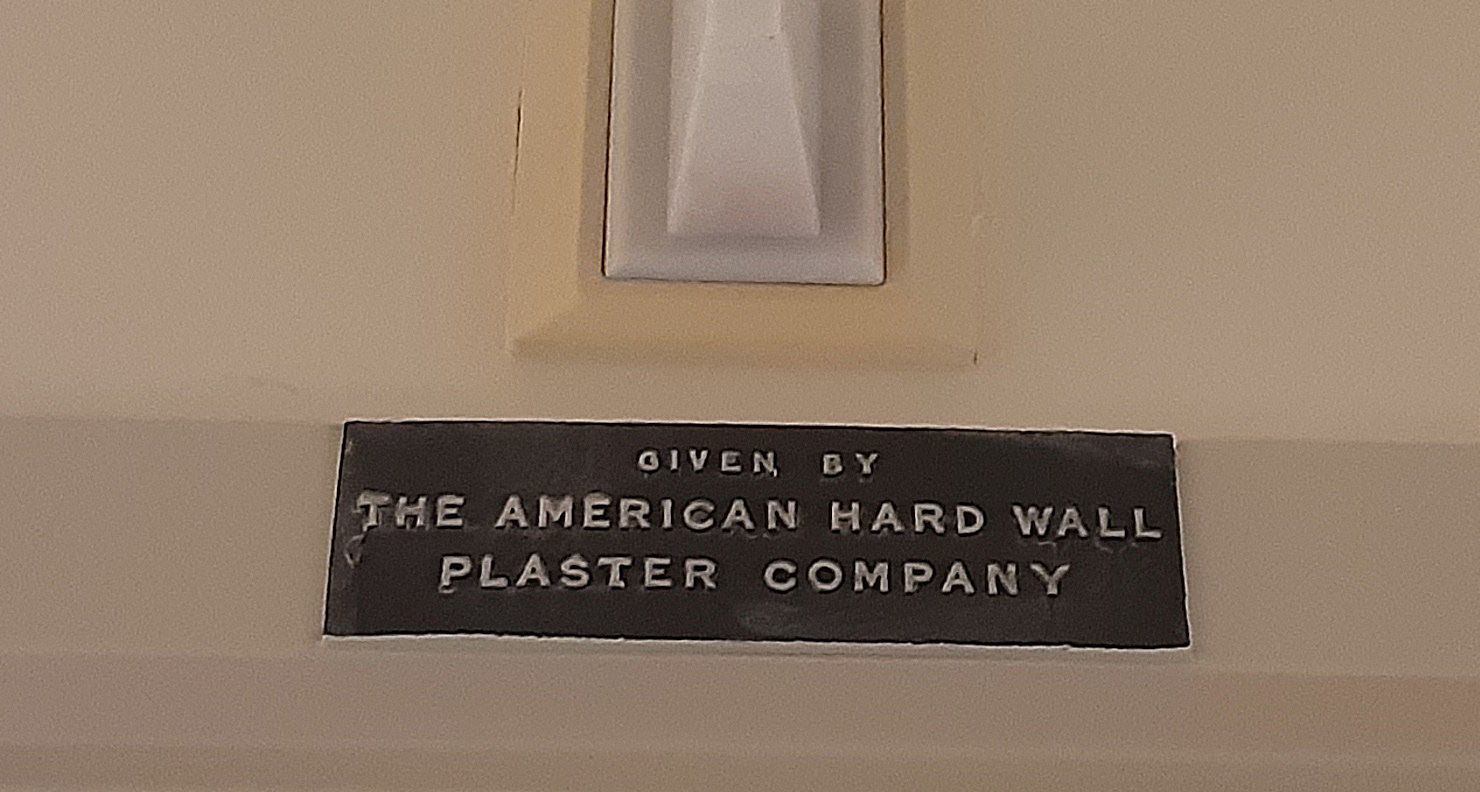 GIVEN BY
THE AMERICAN HARD WALL
PLASTER COMPANY